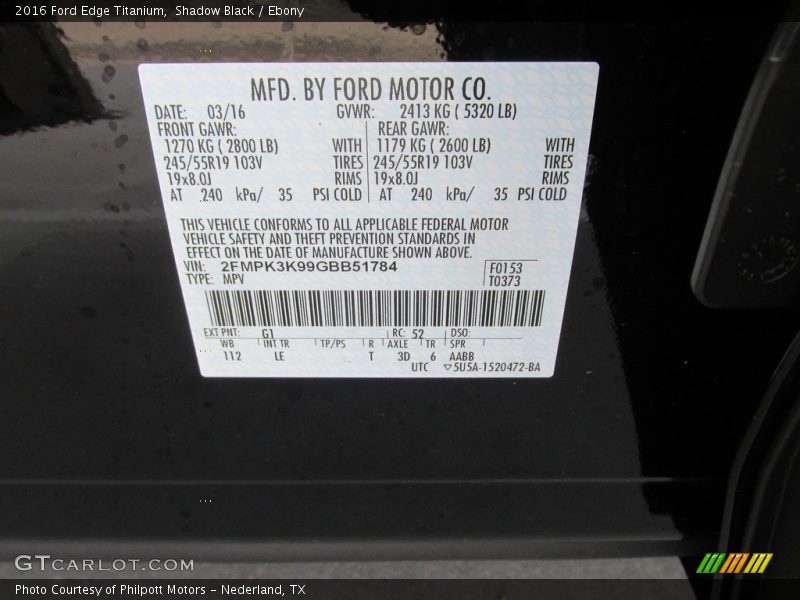 2016 Ford Edge Titanium, Shadow Black / Ebony
MFD. BY FORD MOTOR CO.
DATE: 03/16 GVWR: 2413 KG ( 5320 LB)
FRONT GAWR: REAR GAWR:
1270 KG ( 2800 LB) WITH 1179 KG ( 2600 LB) WITH
245/55R19 103V TIRES 245/55R19 103V TIRES
19x8.0J RIMS 19x8.0J RIMS
AT 240 kPa/ 35 PSI COLD AT 240 kPa/ 35 PSI COLD
THIS VEHICLE CONFORMS TO ALL APPLICABLE FEDERAL MOTOR
VEHICLE SAFETY AND THEFT PREVENTION STANDARDS IN
EFFECT ON THE DATE OF MANUFACTURE SHOWN ABOVE.
VIN: 2FMPK3K99GBB51784 F0153
TYPE: MPV T0373
EXT PNT: G1 RC: 52 DSO:
WB INT TR TP/PS R AXLE TR SPR
112 LE T 3D 6 AABB
UTC ▽5U5A-1520472-BA
GTCARLOT.COM
Photo Courtesy of Philpott Motors - Nederland, TX